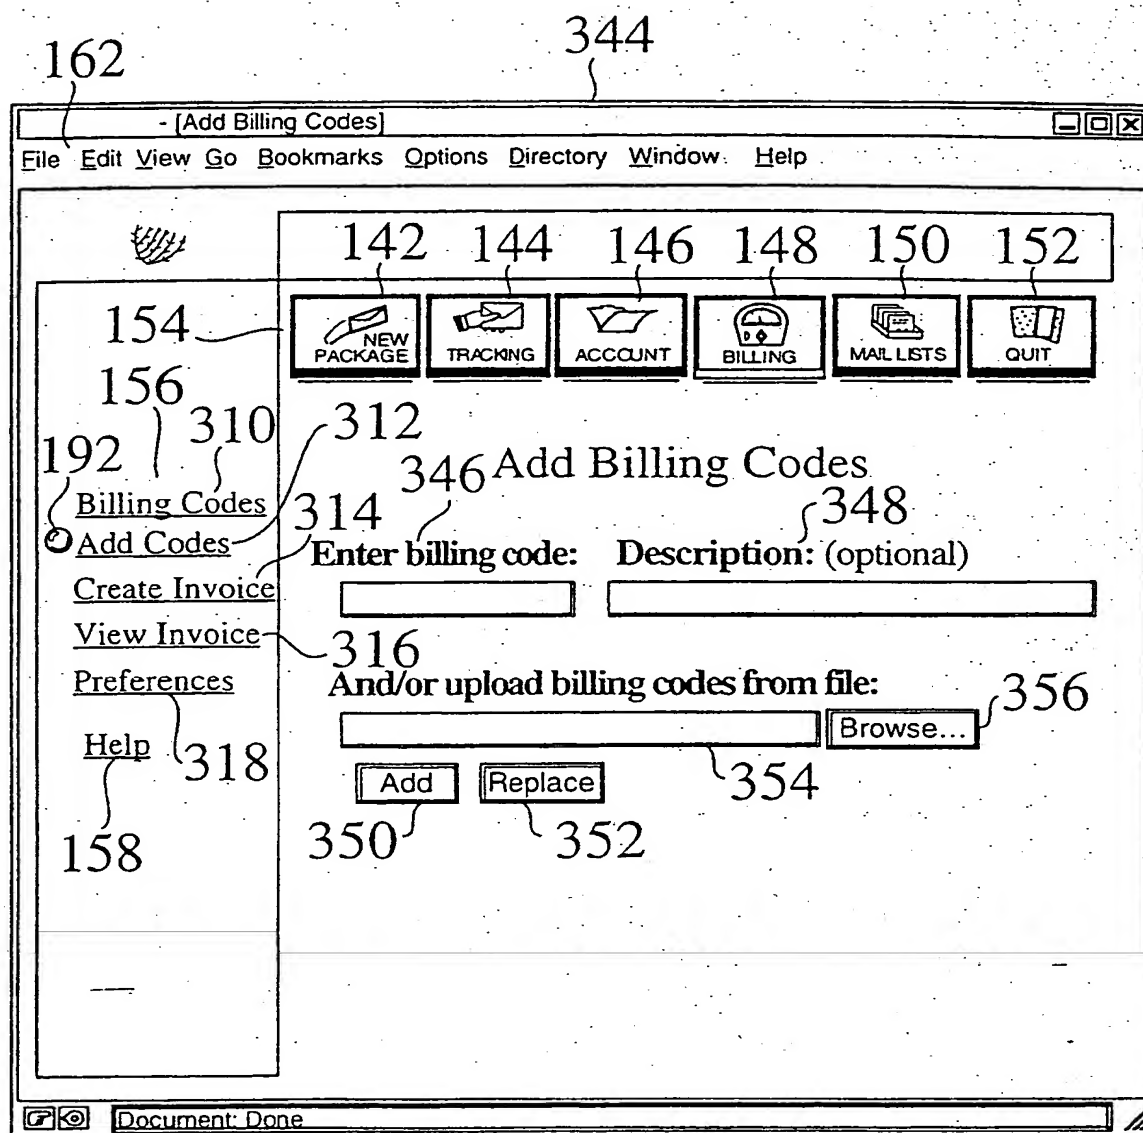 344
162
- [Add Billing Codes]
File Edit View Go Bookmarks Options Directory Window Help
142 144 146 148 150 152
154
NEW PACKAGE TRACKING ACCOUNT BILLING MAIL LISTS QUIT
156
310 312
192
346 Add Billing Codes
Billing Codes
314 348
Add Codes
Enter billing code: Description: (optional)
Create Invoice
View Invoice
316
Preferences
And/or upload billing codes from file:
356
Browse...
Help
318
Add Replace
354
158
350 352
Document: Done